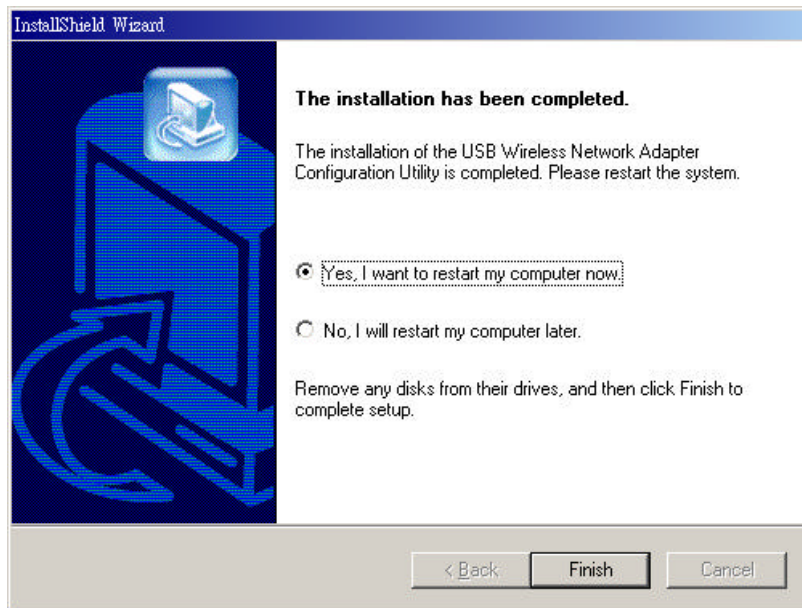 InstallShield Wizard
The installation has been completed.
The installation of the USB Wireless Network Adapter
Configuration Utility is completed. Please restart the system.
Yes, I want to restart my computer now.
No, I will restart my computer later.
Remove any disks from their drives, and then click Finish to
complete setup.
< Back
Finish
Cancel